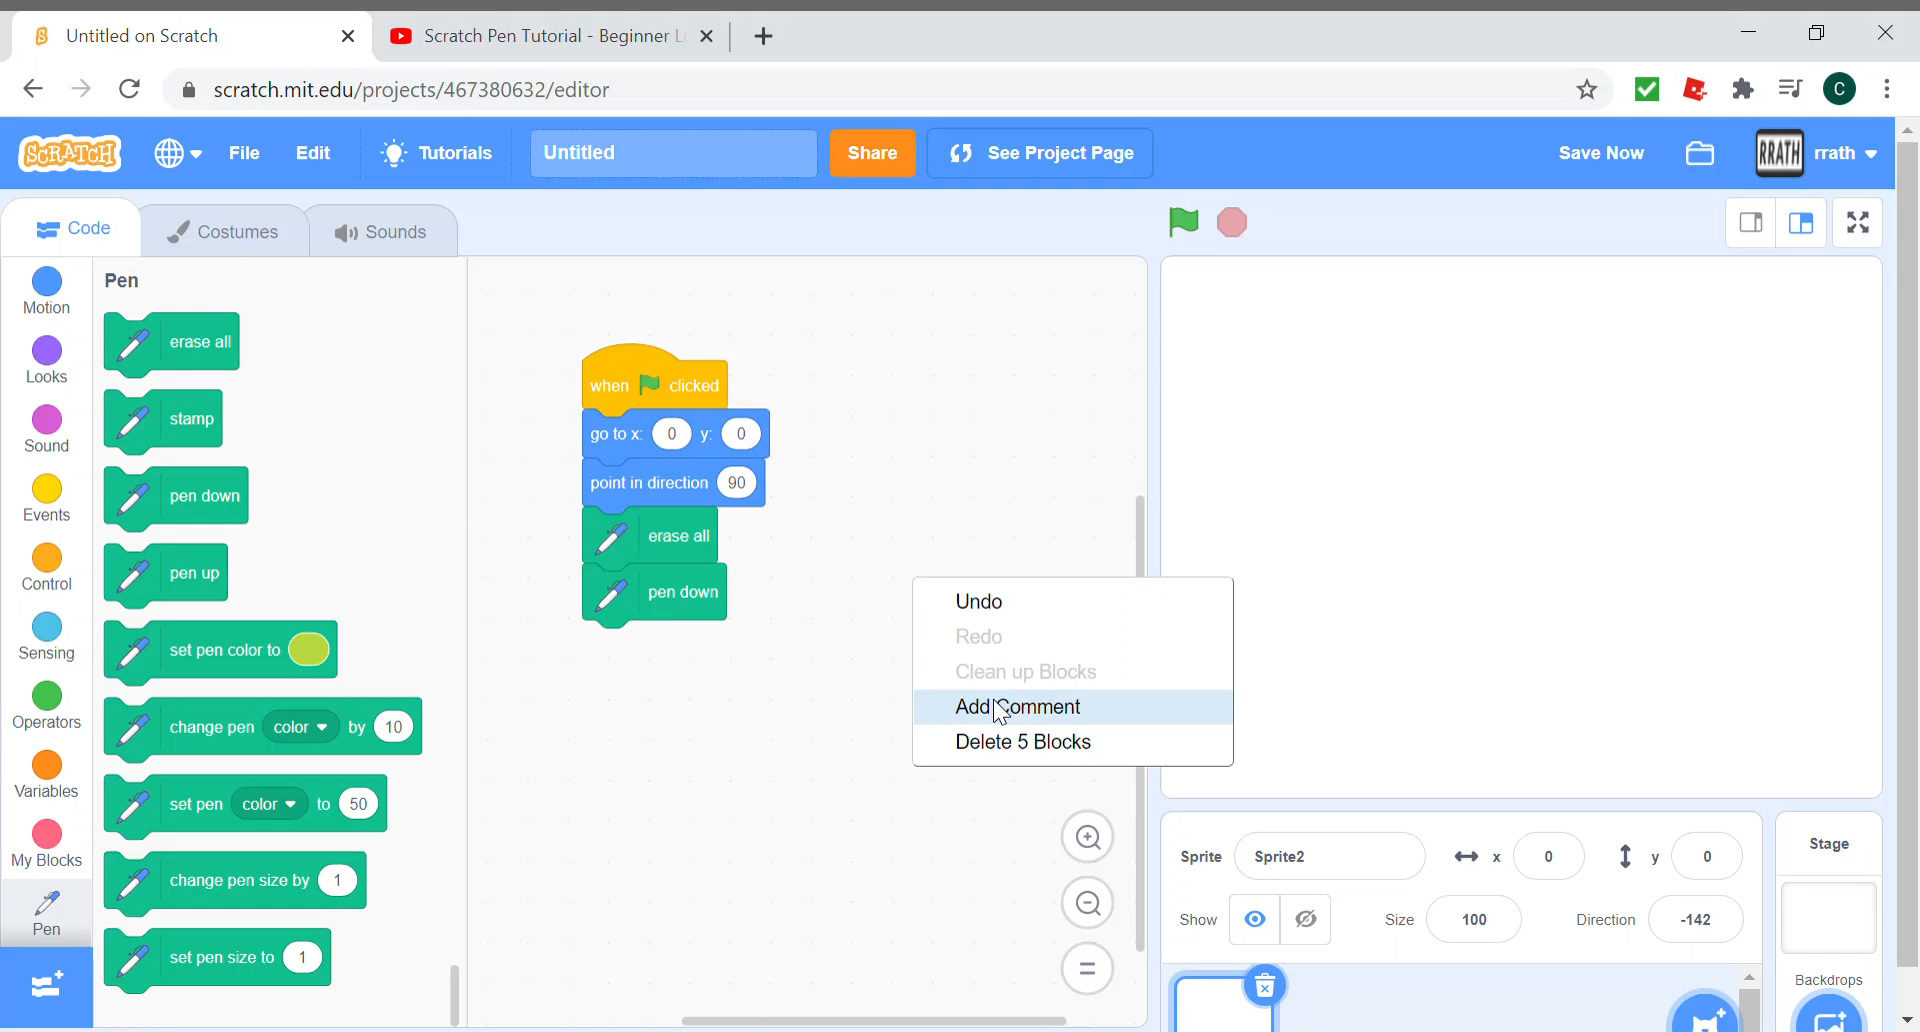 Untitled on Scratch
Scratch Pen Tutorial - Beginner L
scratch.mit.edu/projects/467380632/editor
C
SCRATCH
File
Edit
Tutorials
Untitled
Share
See Project Page
Save Now
RRATH
rrath
Code
Costumes
Sounds
Motion
Looks
Sound
Events
Control
Sensing
Operators
Variables
My Blocks
Pen
Pen
erase all
stamp
pen down
pen up
set pen color to
change pen color by 10
set pen color to 50
change pen size by 1
set pen size to 1
when clicked
go to x: 0 y: 0
point in direction 90
erase all
pen down
Undo
Redo
Clean up Blocks
Add Comment
Delete 5 Blocks
Sprite Sprite2 x 0 y 0
Show Size 100 Direction -142
Stage
Backdrops